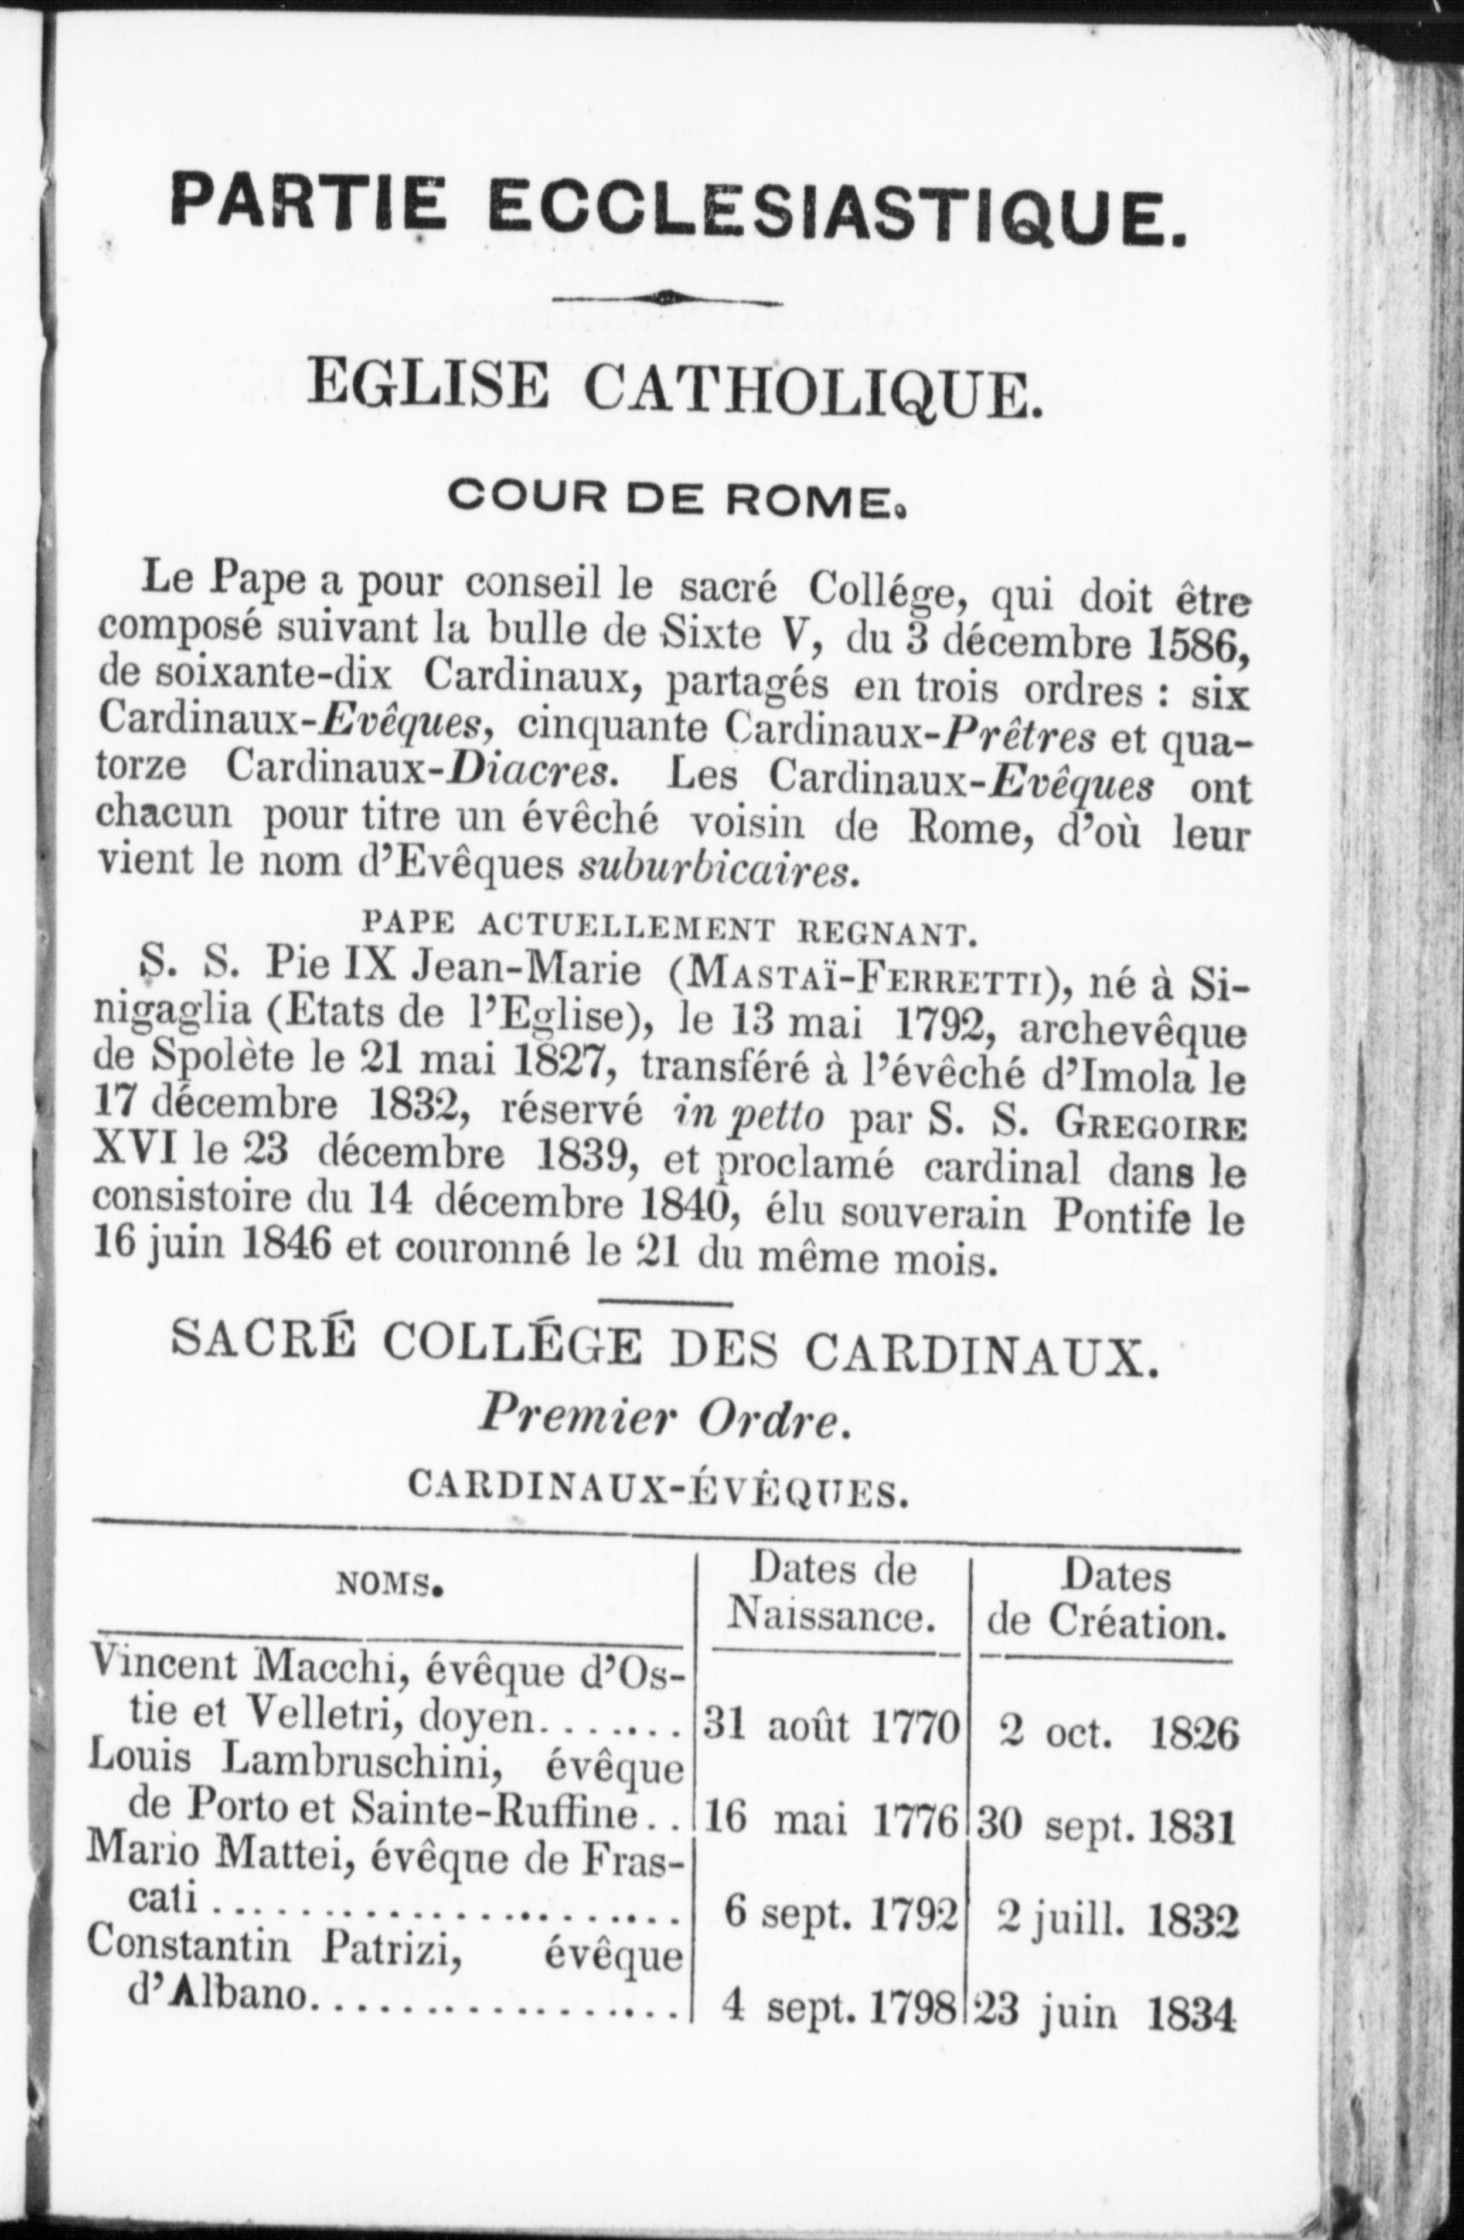 PARTIE ECCLESIASTIQUE.
EGLISE CATHOLIQUE.
COUR DE ROME.
Le Pape a pour conseil le sacré Collége, qui doit être
composé suivant la bulle de Sixte V, du 3 décembre 1586,
de soixante-dix Cardinaux, partagés en trois ordres : six
Cardinaux-Evêques, cinquante Cardinaux-Prêtres et qua-
torze Cardinaux-Diacres. Les Cardinaux-Evêques ont
chacun pour titre un évêché voisin de Rome, d’où leur
vient le nom d’Evêques suburbicaires.
PAPE ACTUELLEMENT REGNANT.
S. S. Pie IX Jean-Marie (MASTAÏ-FERRETTI), né à Si-
nigaglia (Etats de l’Eglise), le 13 mai 1792, archevêque
de Spolète le 21 mai 1827, transféré à l’évêché d’Imola le
17 décembre 1832, réservé in petto par S. S. GREGOIRE
XVI le 23 décembre 1839, et proclamé cardinal dans le
consistoire du 14 décembre 1840, élu souverain Pontife le
16 juin 1846 et couronné le 21 du même mois.
SACRÉ COLLÉGE DES CARDINAUX.
Premier Ordre.
CARDINAUX-ÉVÊQUES.
NOMS. Dates de Naissance. Dates de Création.
Vincent Macchi, évêque d’Os-
tie et Velletri, doyen....... 31 août 1770 2 oct. 1826
Louis Lambruschini, évêque
de Porto et Sainte-Ruffine.. 16 mai 1776 30 sept. 1831
Mario Mattei, évêqne de Fras-
cati ..................... 6 sept. 1792 2 juill. 1832
Constantin Patrizi, évêque
d’Albano................. 4 sept. 1798 23 juin 1834